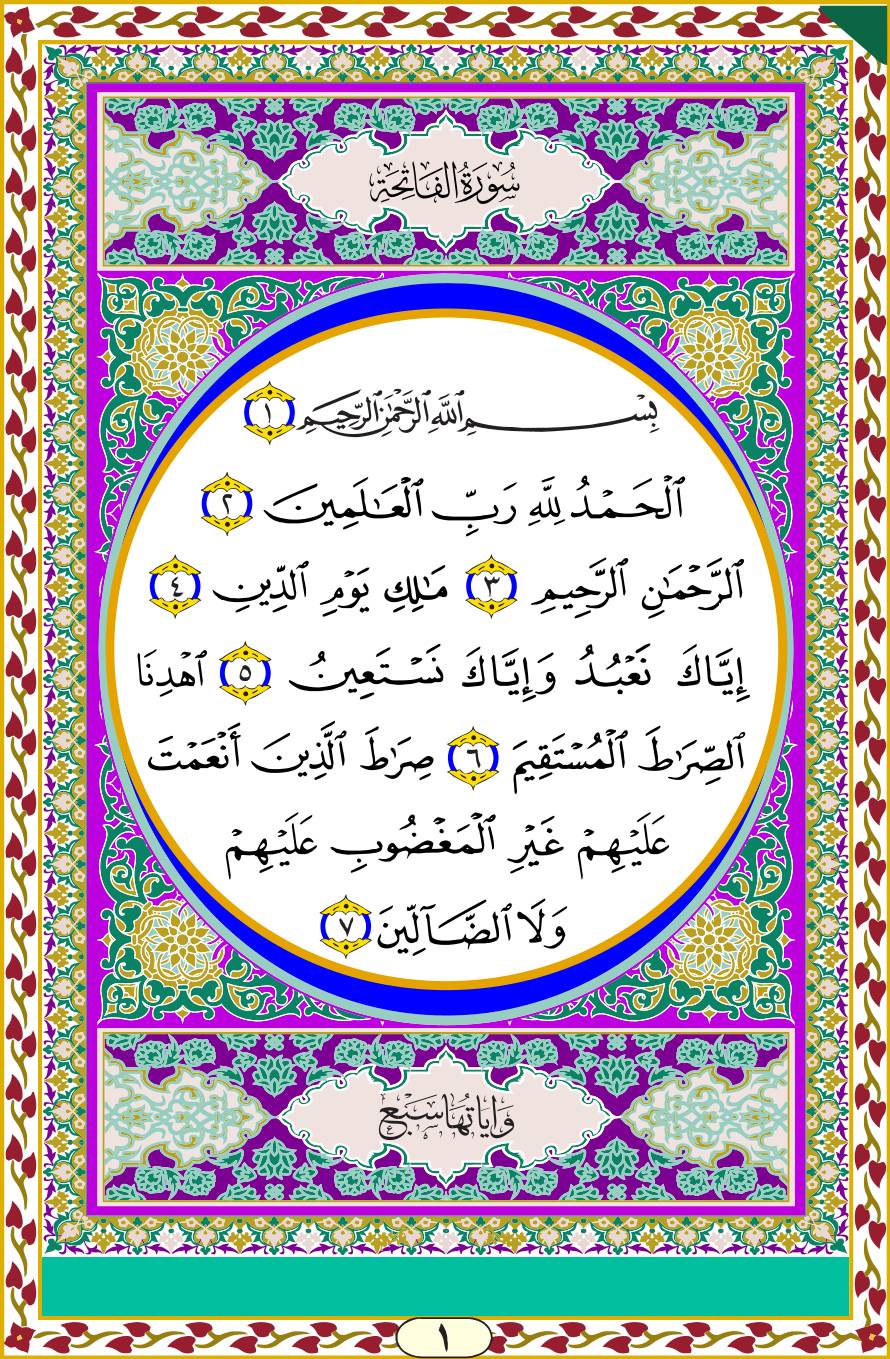 سُورَةُ الفَاتِحَةِ
بِسْمِ ٱللَّهِ ٱلرَّحْمَٰنِ ٱلرَّحِيمِ ١
ٱلْحَمْدُ لِلَّهِ رَبِّ ٱلْعَٰلَمِينَ ٢
ٱلرَّحْمَٰنِ ٱلرَّحِيمِ ٣ مَٰلِكِ يَوْمِ ٱلدِّينِ ٤
إِيَّاكَ نَعْبُدُ وَإِيَّاكَ نَسْتَعِينُ ٥ ٱهْدِنَا
ٱلصِّرَٰطَ ٱلْمُسْتَقِيمَ ٦ صِرَٰطَ ٱلَّذِينَ أَنْعَمْتَ
عَلَيْهِمْ غَيْرِ ٱلْمَغْضُوبِ عَلَيْهِمْ
وَلَا ٱلضَّآلِّينَ ٧
وَاٰيَاتُهَا سَبْعٌ
١